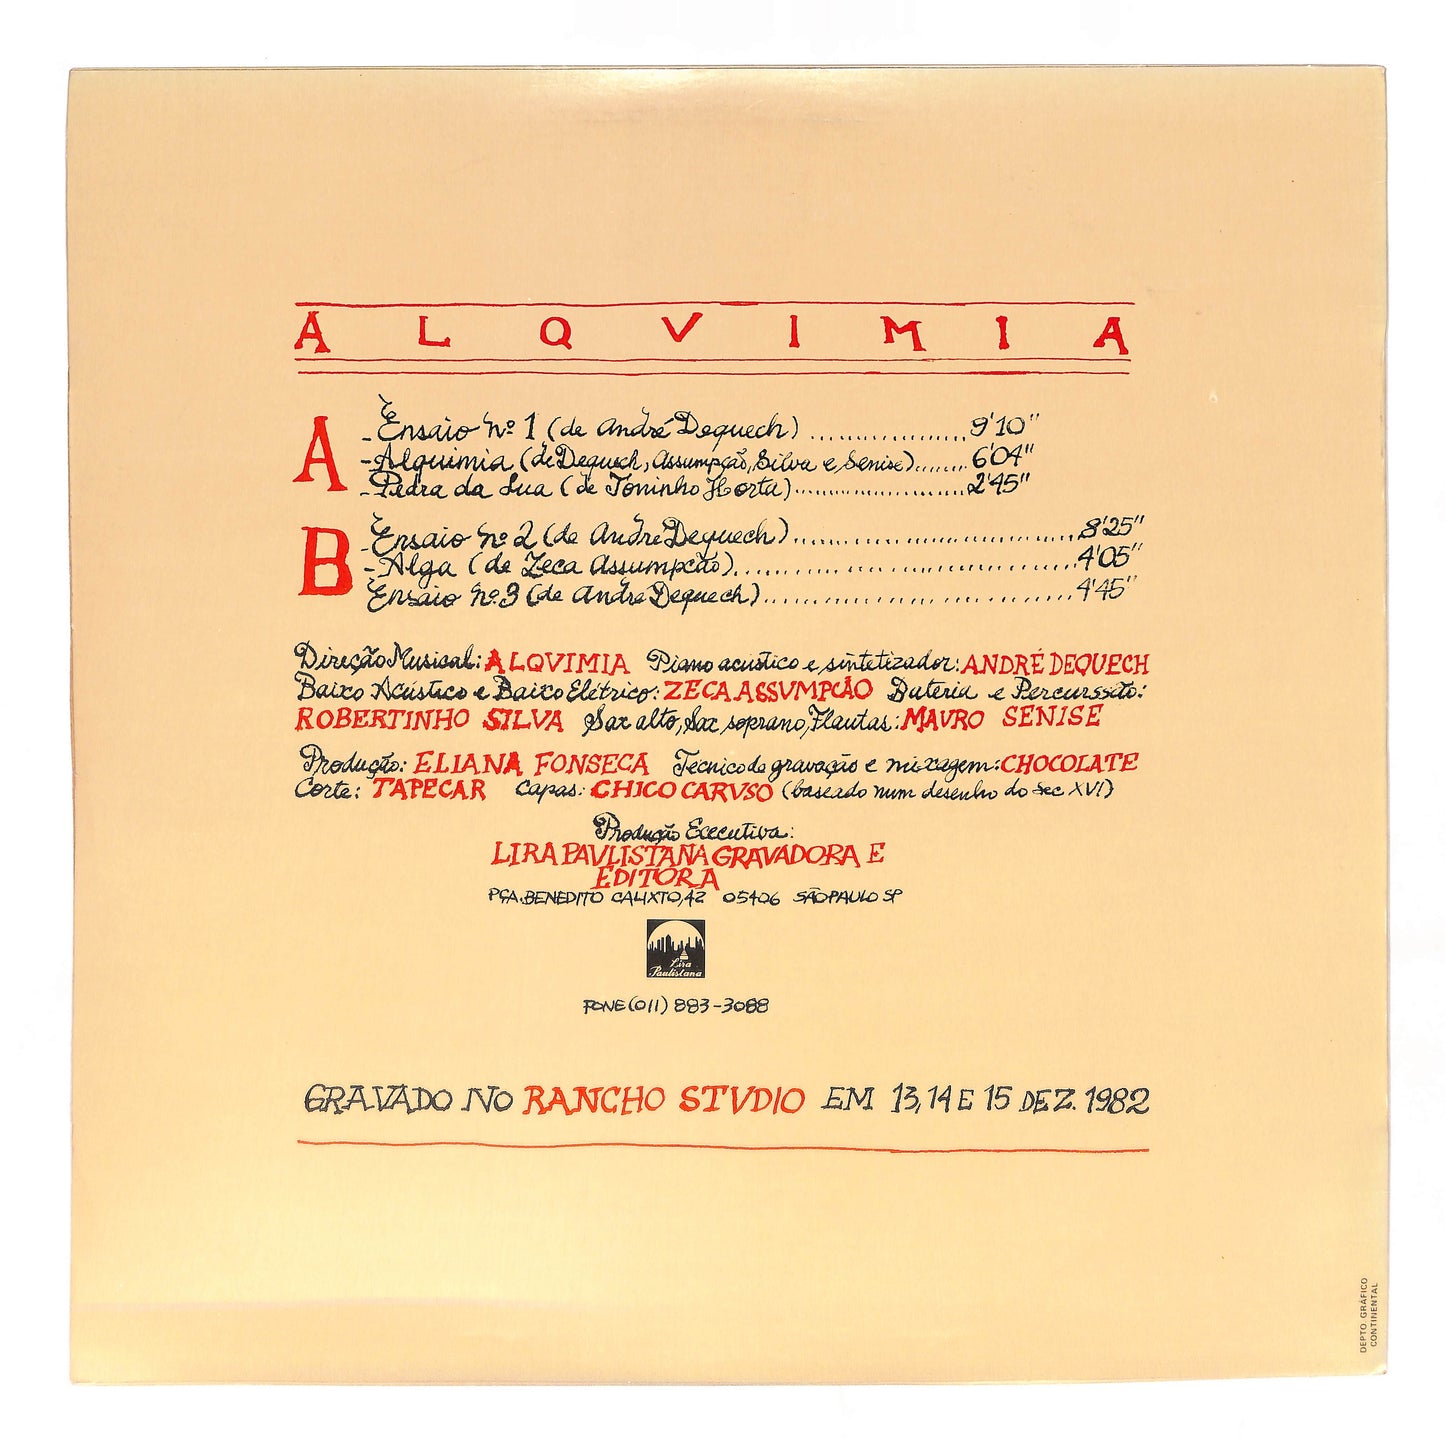 ALQVIMIA
A
- Ensaio nº 1 (de André Dequech) ................. 9'10"
- Alquimia (de Dequech, Assumpção, Silva e Senise)....... 6'04"
- Pedra da Lua (de Toninho Horta)..................... 2'45"
B
- Ensaio nº 2 (de André Dequech)............................... 8'25"
- Alga (de Zeca Assumpcão)..................................... 4'05"
Ensaio nº 3 (de André Dequech)................................. 4'45"
Direção Musical: ALQVIMIA Piano acústico e sintetizador: ANDRÉ DEQUECH
Baixo Acústico e Baixo Elétrico: ZECA ASSVMPCÃO Bateria e Percurssão:
ROBERTINHO SILVA Sax alto, Sax soprano, Flautas: MAVRO SENISE
Produção: ELIANA FONSECA Técnico de gravação e mixagem: CHOCOLATE
Corte: TAPECAR Capas: CHICO CARVSO (baseado num desenho do sec XVI)
Produção Executiva:
LIRA PAVLISTANA GRAVADORA E
EDITORA
PÇA. BENEDITO CALIXTO, 42 05406 SÃO PAULO SP
Lira
Paulistana
FONE (011) 883-3088
GRAVADO NO RANCHO STVDIO EM 13, 14 E 15 DEZ. 1982
DEPTO. GRÁFICO
CONTINENTAL